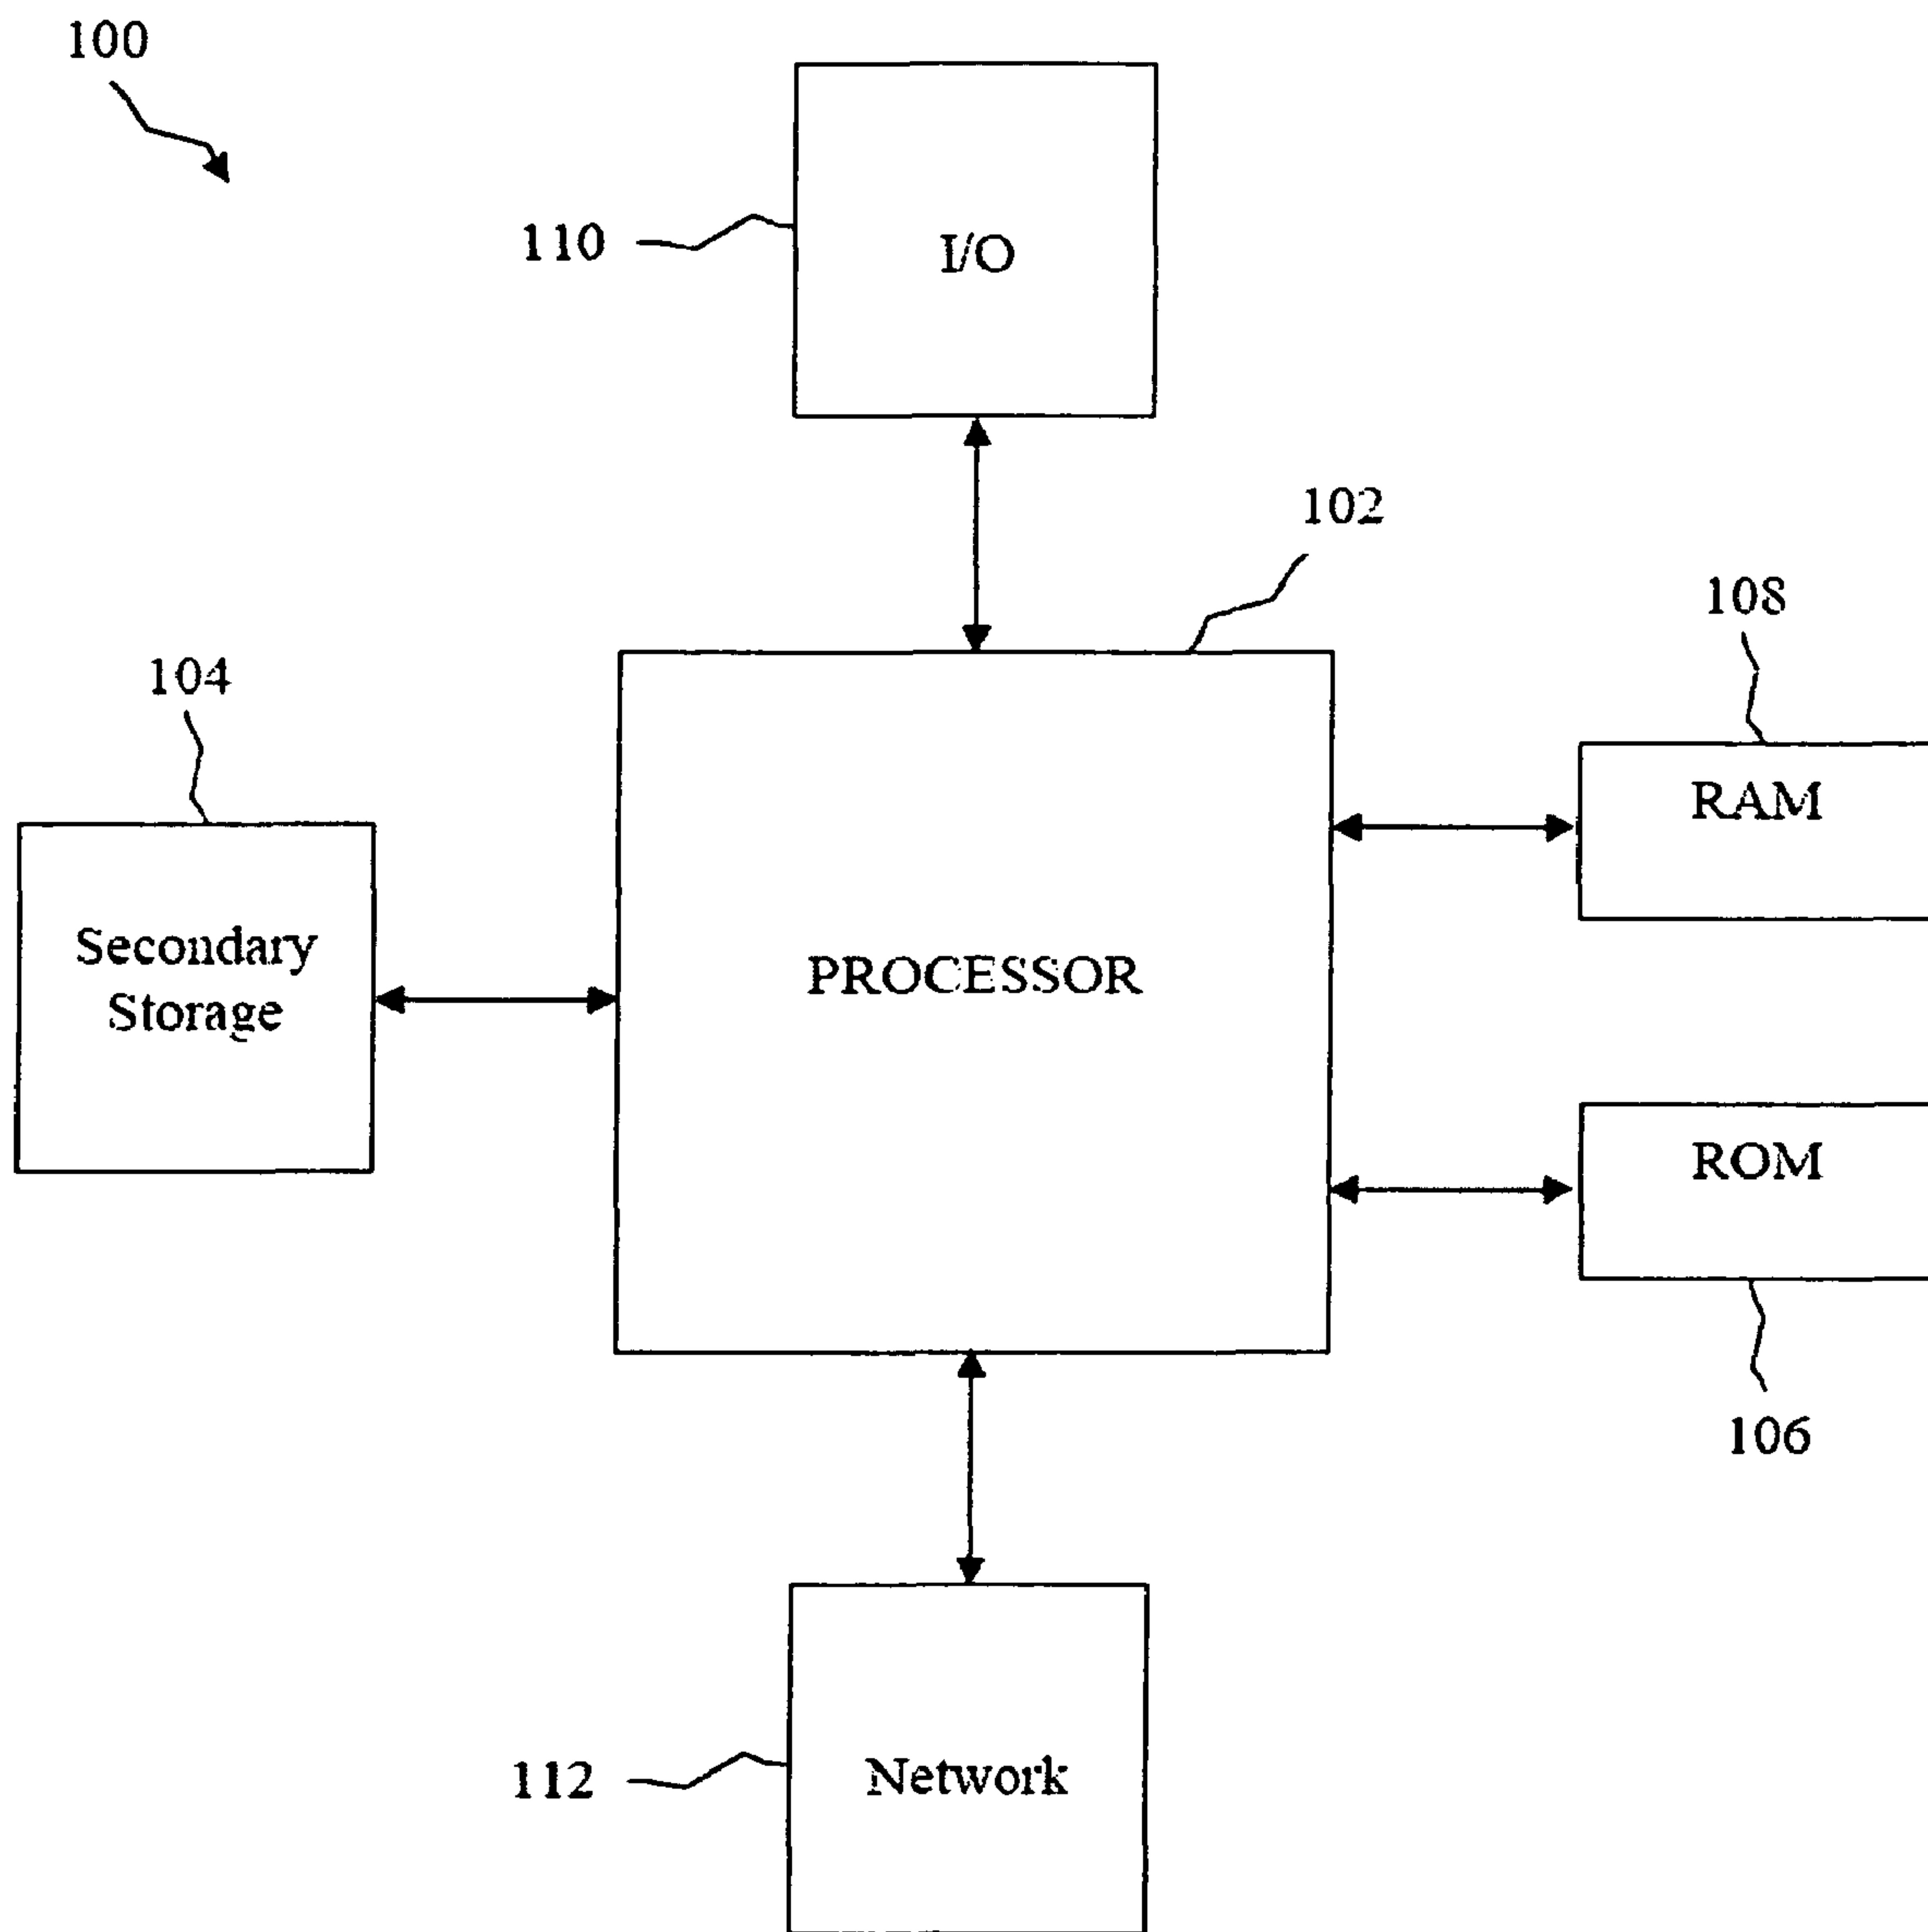 100
110
I/O
102
108
104
RAM
Secondary
Storage
PROCESSOR
ROM
106
112
Network